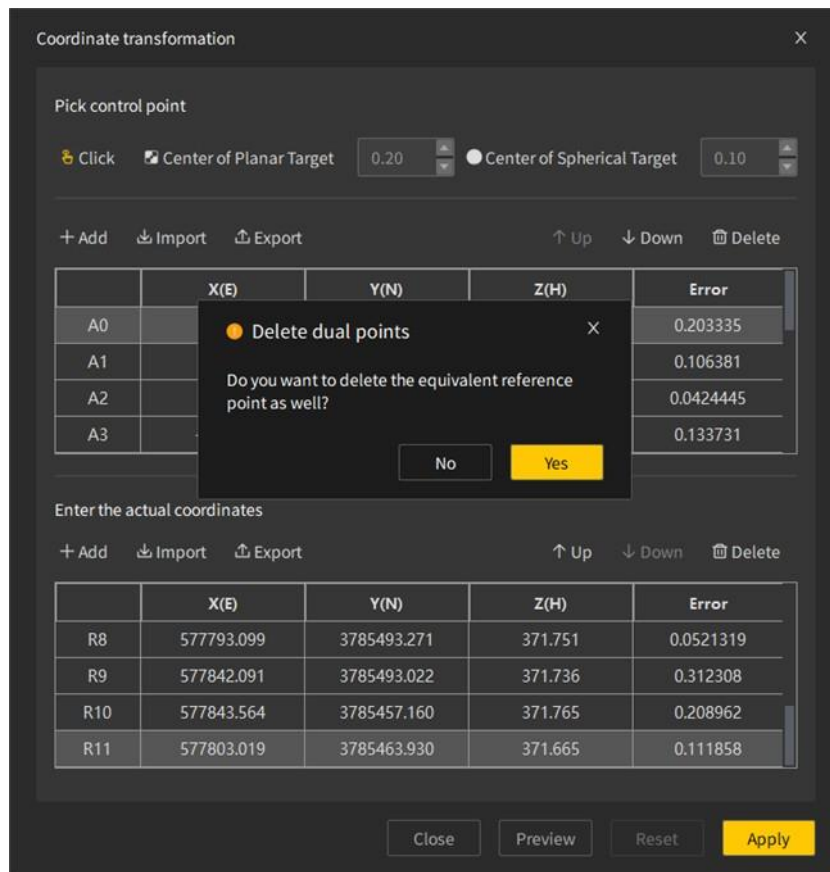 Coordinate transformation X
Pick control point
Click Center of Planar Target 0.20 Center of Spherical Target 0.10
+ Add Import Export ↑ Up ↓ Down Delete
X(E) Y(N) Z(H) Error
A0 0.203335
A1 0.106381
A2 0.0424445
A3 0.133731
Delete dual points X
Do you want to delete the equivalent reference
point as well?
No Yes
Enter the actual coordinates
+ Add Import Export ↑ Up ↓ Down Delete
X(E) Y(N) Z(H) Error
R8 577793.099 3785493.271 371.751 0.0521319
R9 577842.091 3785493.022 371.736 0.312308
R10 577843.564 3785457.160 371.765 0.208962
R11 577803.019 3785463.930 371.665 0.111858
Close Preview Reset Apply